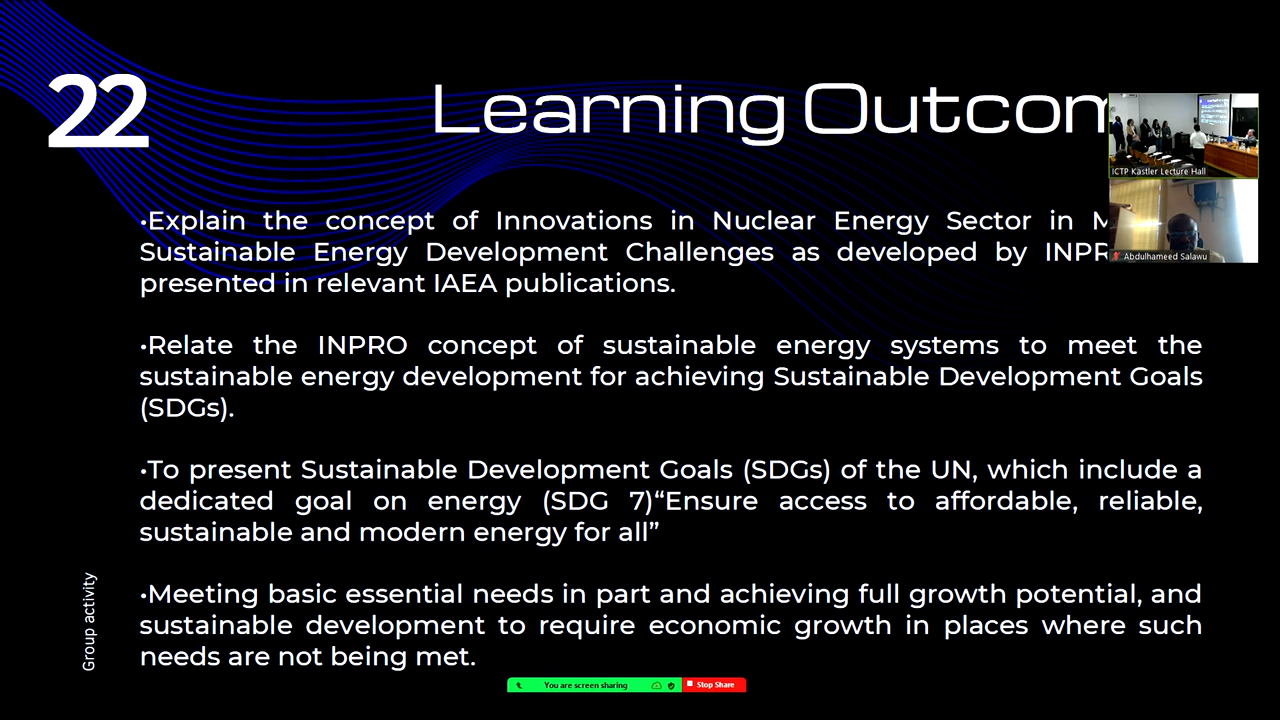 22
Learning Outcom
ICTP Kastler Lecture Hall
Abdulhameed Salawu
•Explain the concept of Innovations in Nuclear Energy Sector in
Sustainable Energy Development Challenges as developed by INPR
presented in relevant IAEA publications.
•Relate the INPRO concept of sustainable energy systems to meet the
sustainable energy development for achieving Sustainable Development Goals
(SDGs).
•To present Sustainable Development Goals (SDGs) of the UN, which include a
dedicated goal on energy (SDG 7)“Ensure access to affordable, reliable,
sustainable and modern energy for all”
•Meeting basic essential needs in part and achieving full growth potential, and
sustainable development to require economic growth in places where such
needs are not being met.
Group activity
You are screen sharing
Stop Share